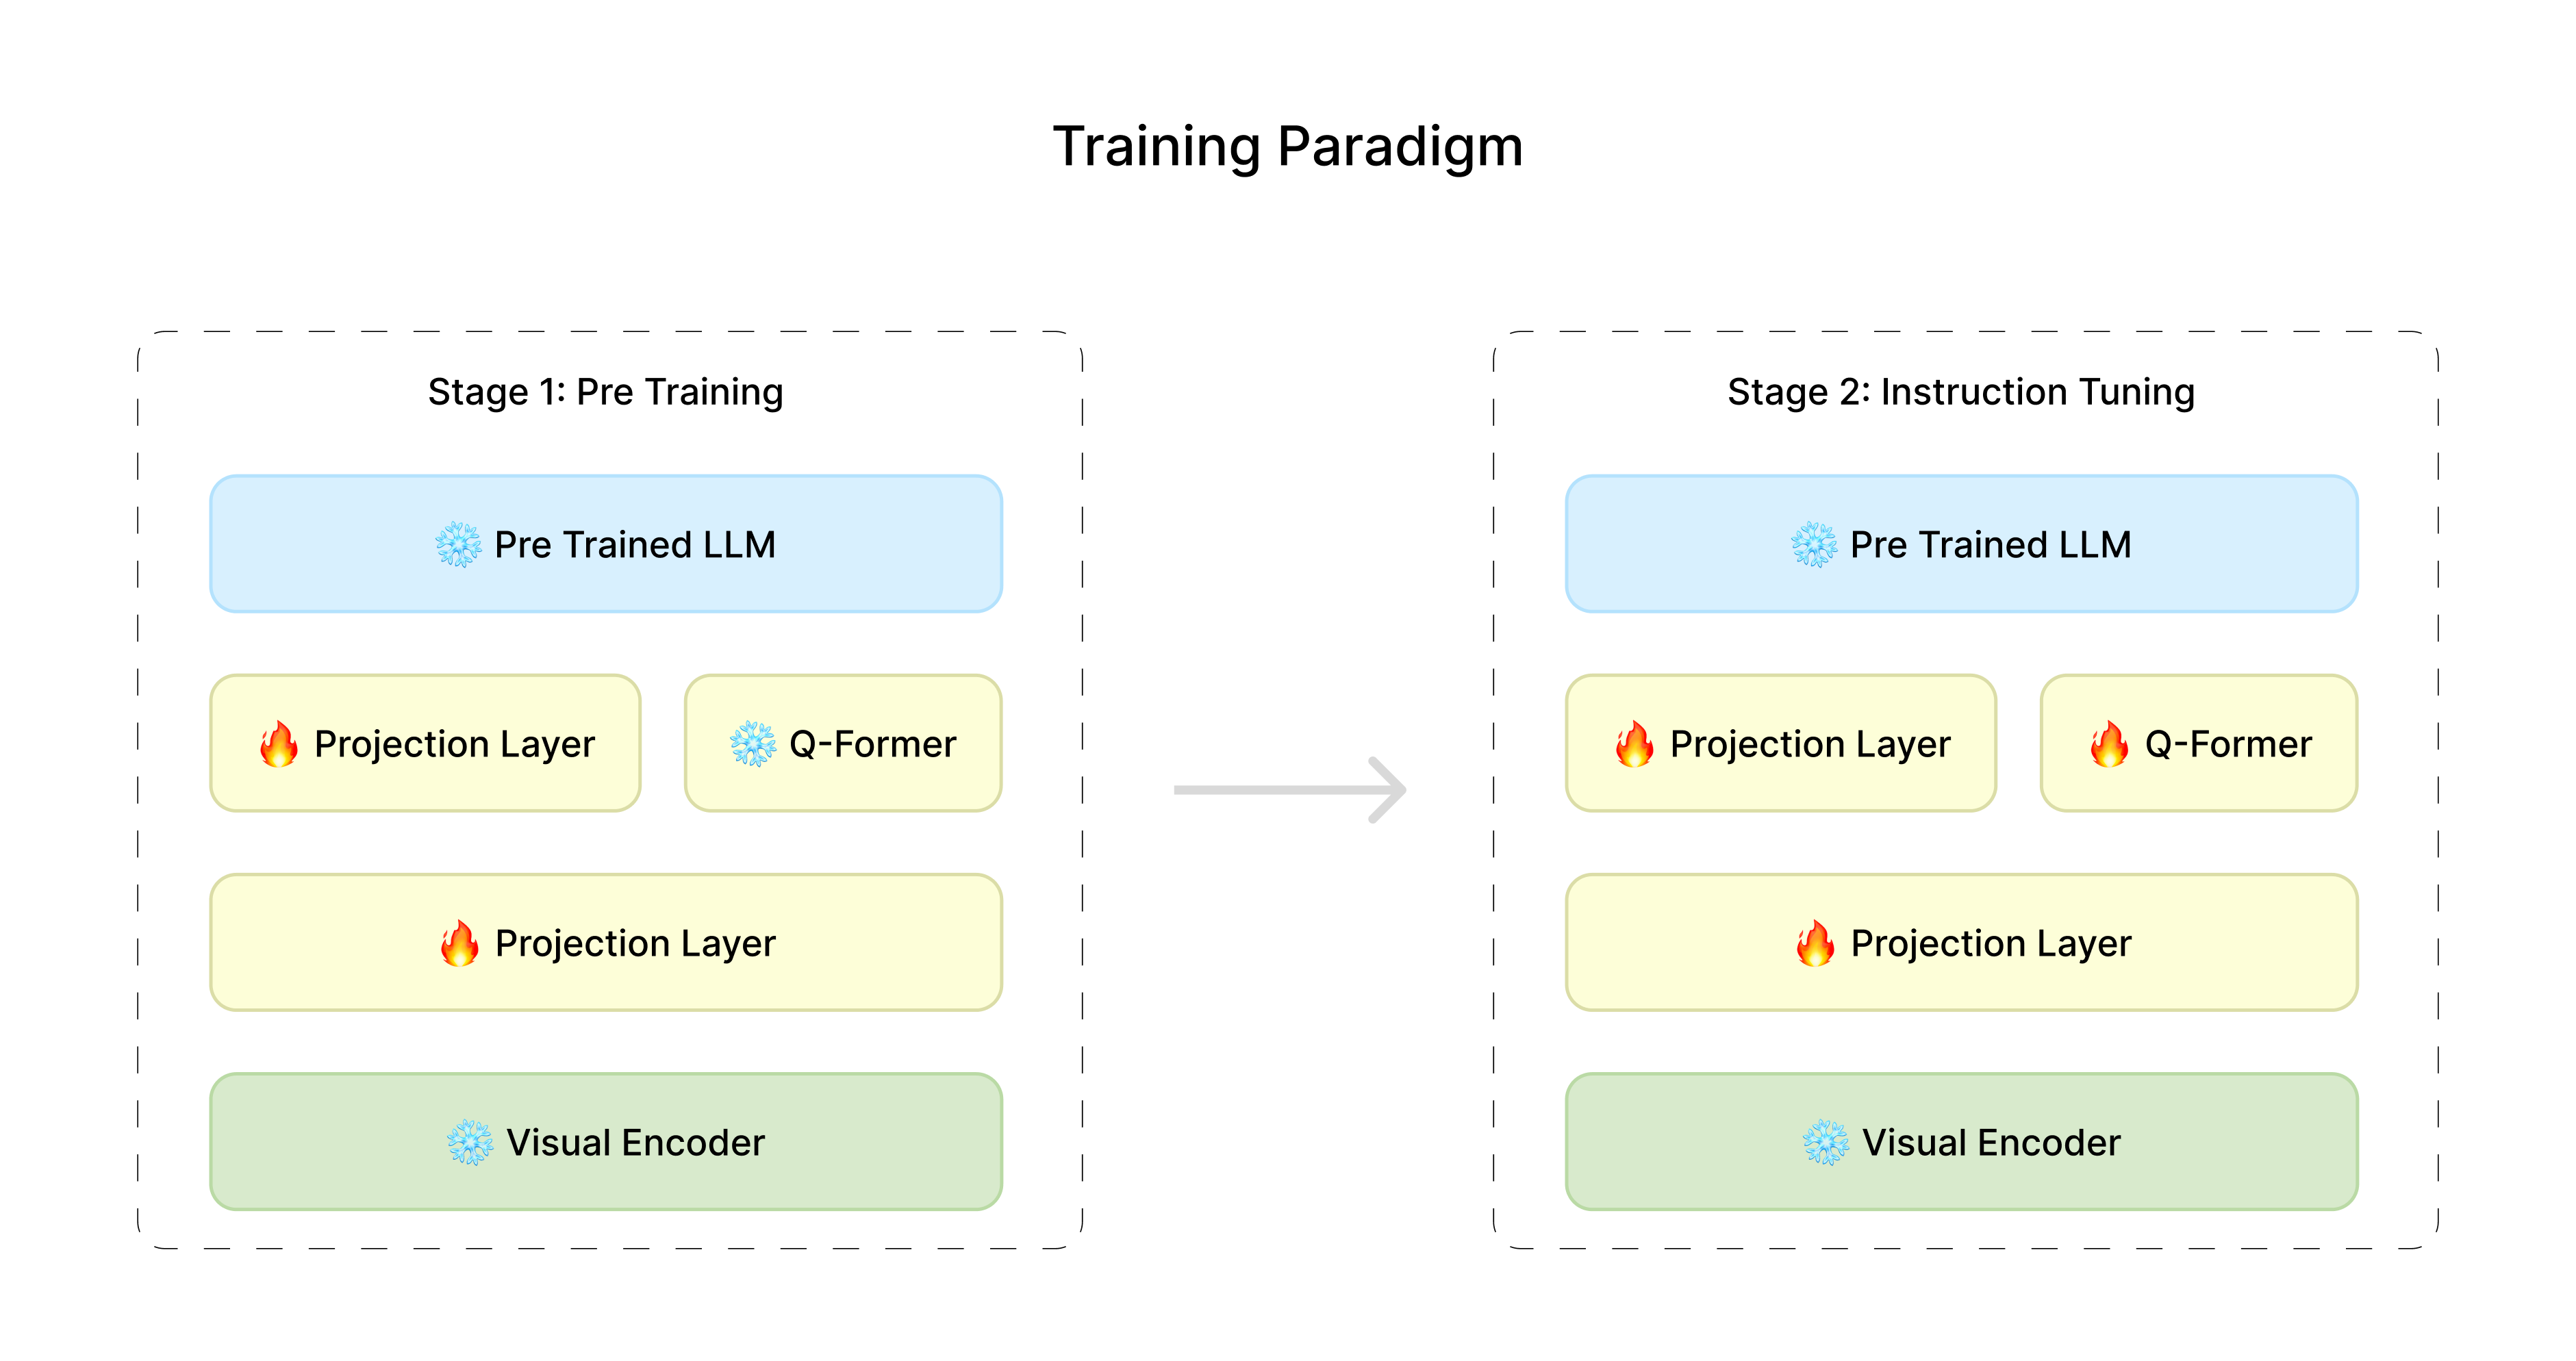 Training Paradigm
Stage 1: Pre Training
Pre Trained LLM
Projection Layer
Q-Former
Projection Layer
Visual Encoder
Stage 2: Instruction Tuning
Pre Trained LLM
Projection Layer
Q-Former
Projection Layer
Visual Encoder